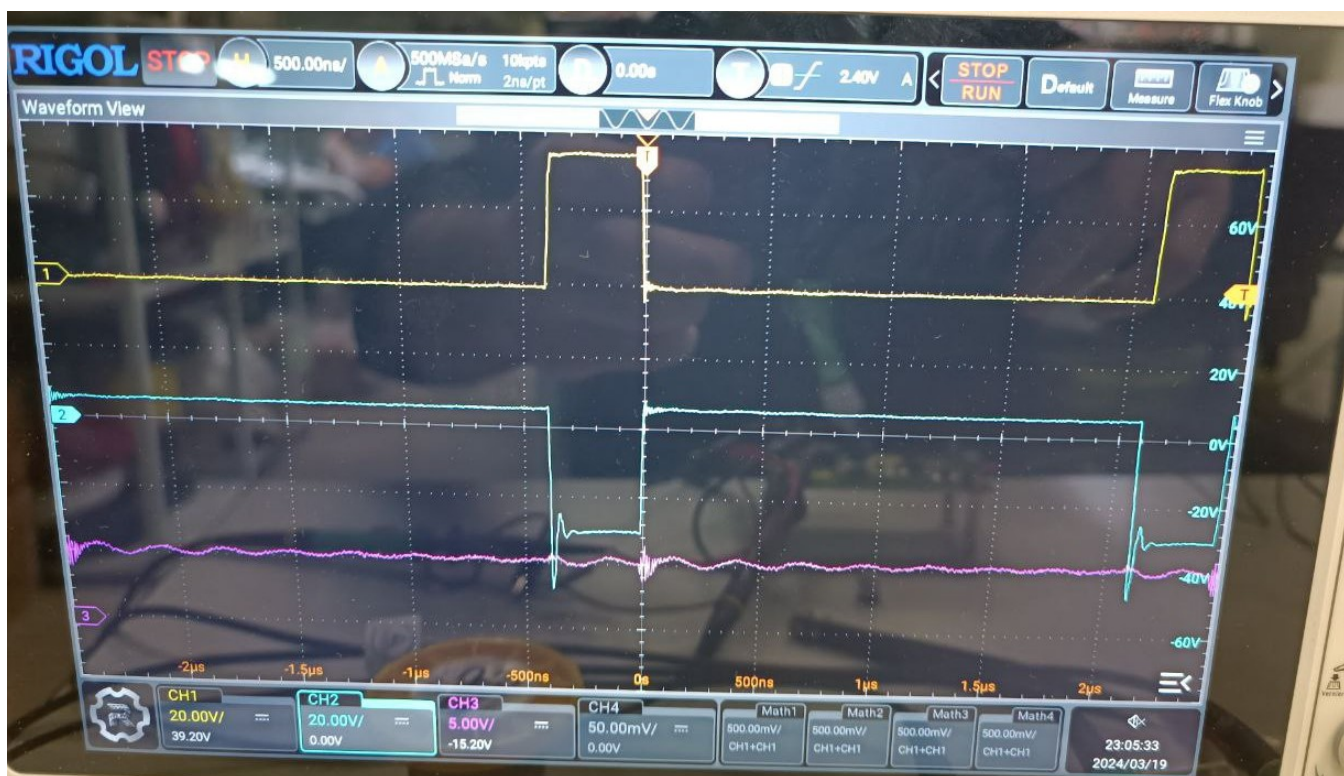 RIGOL STOP H 500.00ns/ A 500MSa/s 10kpts D 0.00s T 2.40V A STOP Default Measure Flex Knob
Norm 2ns/pt RUN
Waveform View
T
60V
1
T
40V
20V
2
0V
-20V
-40V
3
-60V
-2µs -1.5µs -1µs -500ns 0s 500ns 1µs 1.5µs 2µs
CH1 CH2 CH3 CH4 Math1 Math2 Math3 Math4
20.00V/ 20.00V/ 5.00V/ 50.00mV/ 500.00mV/ 500.00mV/ 500.00mV/ 500.00mV/
39.20V 0.00V -15.20V 0.00V CH1+CH1 CH1+CH1 CH1+CH1 CH1+CH1
23:05:33
2024/03/19